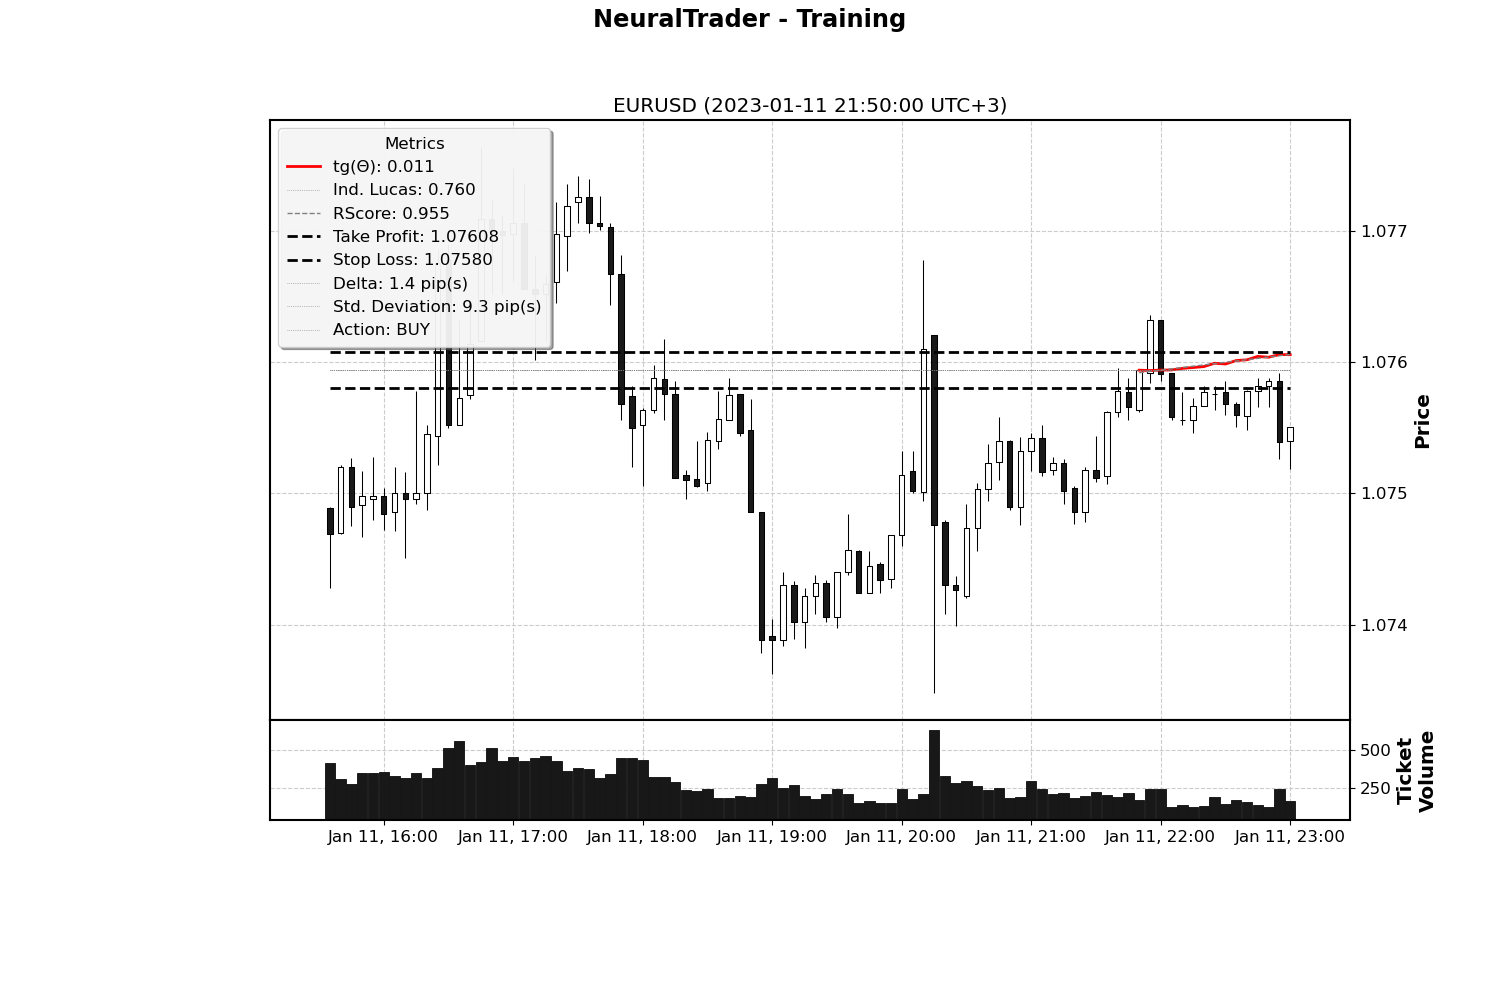 NeuralTrader - Training
EURUSD (2023-01-11 21:50:00 UTC+3)
Metrics
tg(Θ): 0.011
Ind. Lucas: 0.760
RScore: 0.955
Take Profit: 1.07608
Stop Loss: 1.07580
Delta: 1.4 pip(s)
Std. Deviation: 9.3 pip(s)
Action: BUY
1.077
1.076
1.075
1.074
Price
500
250
Ticket
Volume
Jan 11, 16:00
Jan 11, 17:00
Jan 11, 18:00
Jan 11, 19:00
Jan 11, 20:00
Jan 11, 21:00
Jan 11, 22:00
Jan 11, 23:00